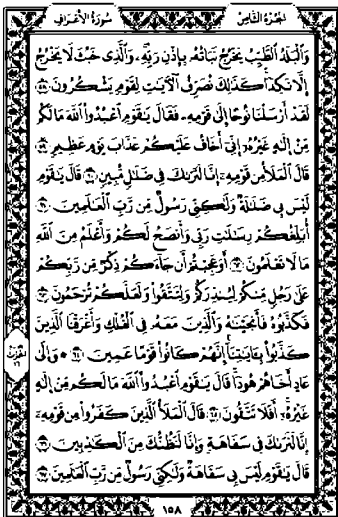 الجزء الثامن
سورة الأعراف
وَٱلْبَلَدُ ٱلطَّيِّبُ يَخْرُجُ نَبَاتُهُۥ بِإِذْنِ رَبِّهِۦ وَٱلَّذِى خَبُثَ لَا يَخْرُجُ
إِلَّا نَكِدًا كَذَٰلِكَ نُصَرِّفُ ٱلْءَايَٰتِ لِقَوْمٍ يَشْكُرُونَ ٥٨
لَقَدْ أَرْسَلْنَا نُوحًا إِلَىٰ قَوْمِهِۦ فَقَالَ يَٰقَوْمِ ٱعْبُدُوا۟ ٱللَّهَ مَا لَكُم
مِّنْ إِلَٰهٍ غَيْرُهُۥٓ إِنِّىٓ أَخَافُ عَلَيْكُمْ عَذَابَ يَوْمٍ عَظِيمٍ ٥٩
قَالَ ٱلْمَلَأُ مِن قَوْمِهِۦٓ إِنَّا لَنَرَىٰكَ فِى ضَلَٰلٍ مُّبِينٍ ٦٠ قَالَ يَٰقَوْمِ
لَيْسَ بِى ضَلَٰلَةٌ وَلَٰكِنِّى رَسُولٌ مِّن رَّبِّ ٱلْعَٰلَمِينَ ٦١
أُبَلِّغُكُمْ رِسَٰلَٰتِ رَبِّى وَأَنصَحُ لَكُمْ وَأَعْلَمُ مِنَ ٱللَّهِ
مَا لَا تَعْلَمُونَ ٦٢ أَوَعَجِبْتُمْ أَن جَآءَكُمْ ذِكْرٌ مِّن رَّبِّكُمْ
عَلَىٰ رَجُلٍ مِّنكُمْ لِيُنذِرَكُمْ وَلِتَتَّقُوا۟ وَلَعَلَّكُمْ تُرْحَمُونَ ٦٣
فَكَذَّبُوهُ فَأَنجَيْنَٰهُ وَٱلَّذِينَ مَعَهُۥ فِى ٱلْفُلْكِ وَأَغْرَقْنَا ٱلَّذِينَ
كَذَّبُوا۟ بِـَٔايَٰتِنَآ إِنَّهُمْ كَانُوا۟ قَوْمًا عَمِينَ ٦٤ ۞ وَإِلَىٰ
عَادٍ أَخَاهُمْ هُودًا قَالَ يَٰقَوْمِ ٱعْبُدُوا۟ ٱللَّهَ مَا لَكُم مِّنْ إِلَٰهٍ
غَيْرُهُۥٓ أَفَلَا تَتَّقُونَ ٦٥ قَالَ ٱلْمَلَأُ ٱلَّذِينَ كَفَرُوا۟ مِن قَوْمِهِۦٓ
إِنَّا لَنَرَىٰكَ فِى سَفَاهَةٍ وَإِنَّا لَنَظُنُّكَ مِنَ ٱلْكَٰذِبِينَ ٦٦
قَالَ يَٰقَوْمِ لَيْسَ بِى سَفَاهَةٌ وَلَٰكِنِّى رَسُولٌ مِّن رَّبِّ ٱلْعَٰلَمِينَ ٦٧
١٥٨